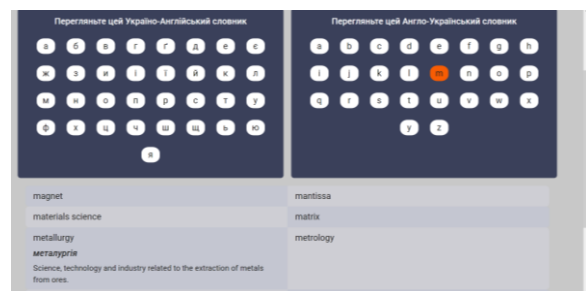 Перегляньте цей Україно-Англійський словник
а б в г ґ д е є
ж з и і ї й к л
м н о п р с т у
ф х ц ч ш щ ь ю
я
Перегляньте цей Англо-Український словник
a b c d e f g h
i j k l m n o p
q r s t u v w x
y z
magnet
mantissa
materials science
matrix
metallurgy
металургія
Science, technology and industry related to the extraction of metals
from ores.
metrology